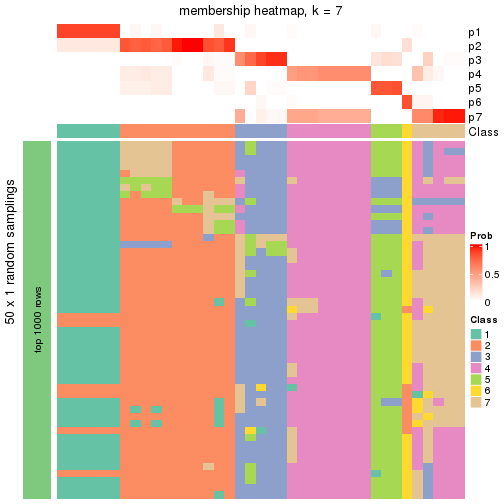 membership heatmap, k = 7
p1
p2
p3
p4
p5
p6
p7
Class
50 x 1 random samplings
top 1000 rows
Prob
1
0.5
0
Class
1
2
3
4
5
6
7